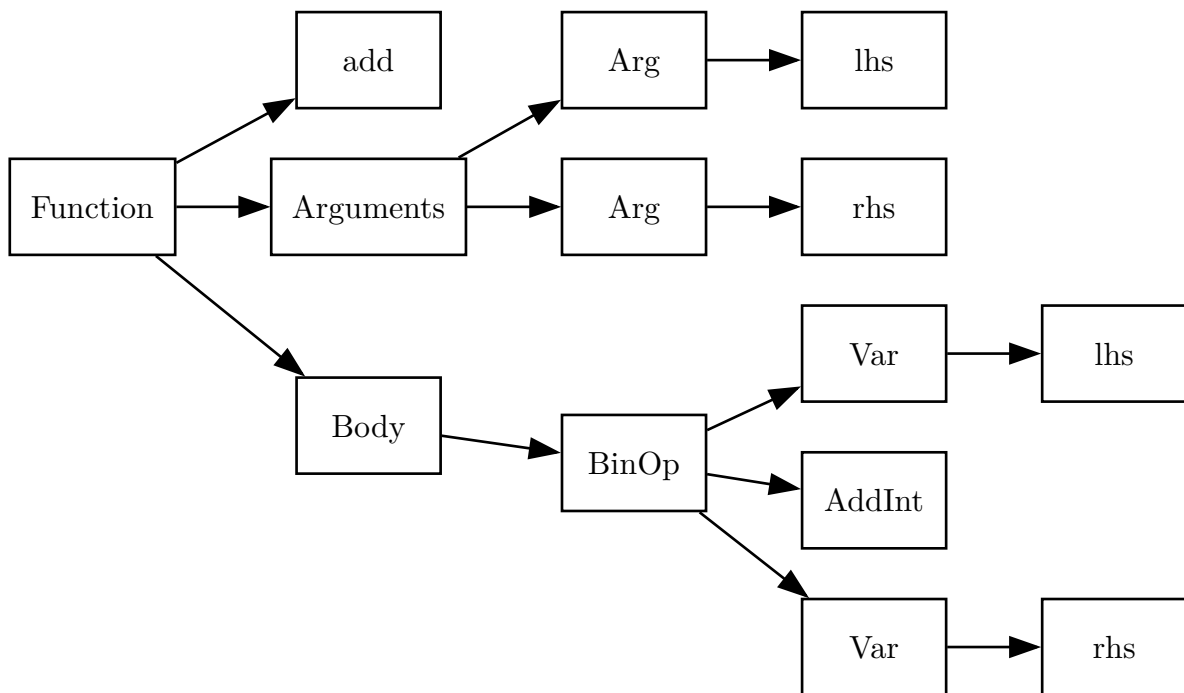 add
Arg
lhs
Function
Arguments
Arg
rhs
Body
BinOp
Var
lhs
AddInt
Var
rhs